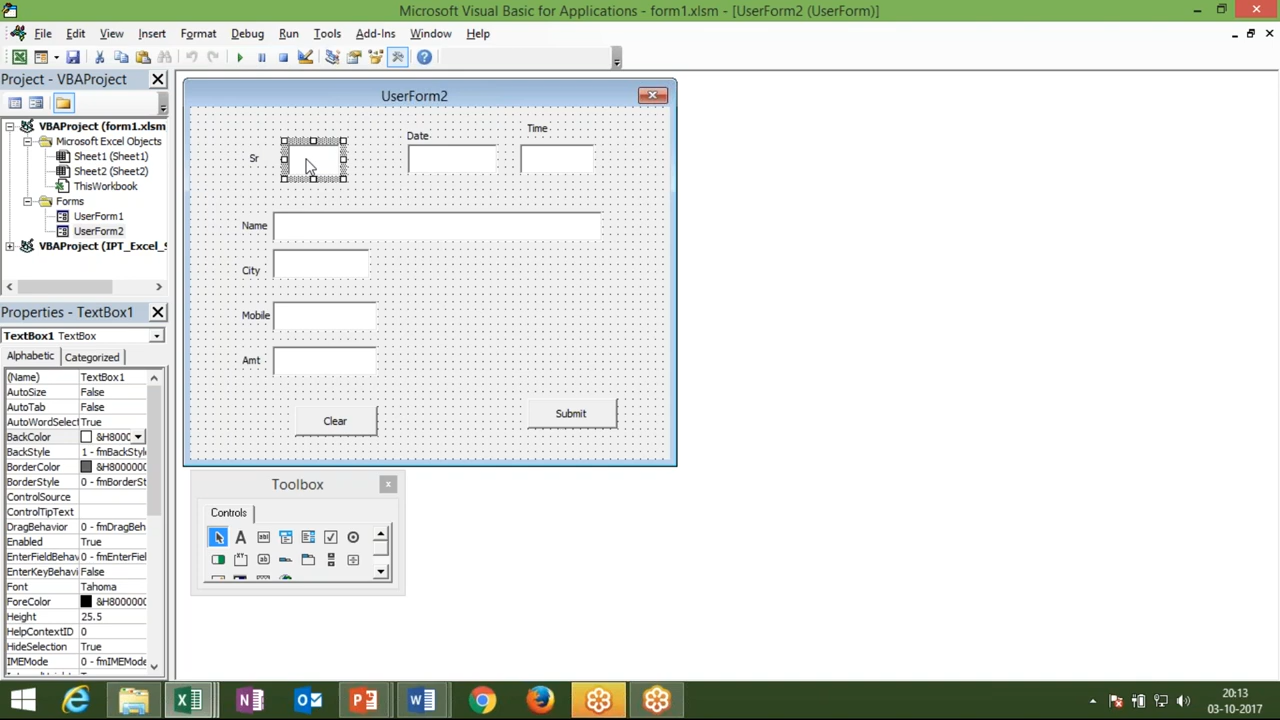 Microsoft Visual Basic for Applications - form1.xlsm - [UserForm2 (UserForm)]
File Edit View Insert Format Debug Run Tools Add-Ins Window Help
Project - VBAProject
VBAProject (form1.xlsm
Microsoft Excel Objects
Sheet1 (Sheet1)
Sheet2 (Sheet2)
ThisWorkbook
Forms
UserForm1
UserForm2
VBAProject (IPT_Excel_S
Properties - TextBox1
TextBox1 TextBox
Alphabetic Categorized
(Name) TextBox1
AutoSize False
AutoTab False
AutoWordSelect True
BackColor &H8000
BackStyle 1 - fmBackStyl
BorderColor &H8000000
BorderStyle 0 - fmBorderSt
ControlSource
ControlTipText
DragBehavior 0 - fmDragBeh
Enabled True
EnterFieldBehav 0 - fmEnterFiel
EnterKeyBehavi False
Font Tahoma
ForeColor &H8000000
Height 25.5
HelpContextID 0
HideSelection True
IMEMode 0 - fmIMEMode
UserForm2
Sr
Date
Time
Name
City
Mobile
Amt
Clear
Submit
Toolbox
Controls
20:13
03-10-2017